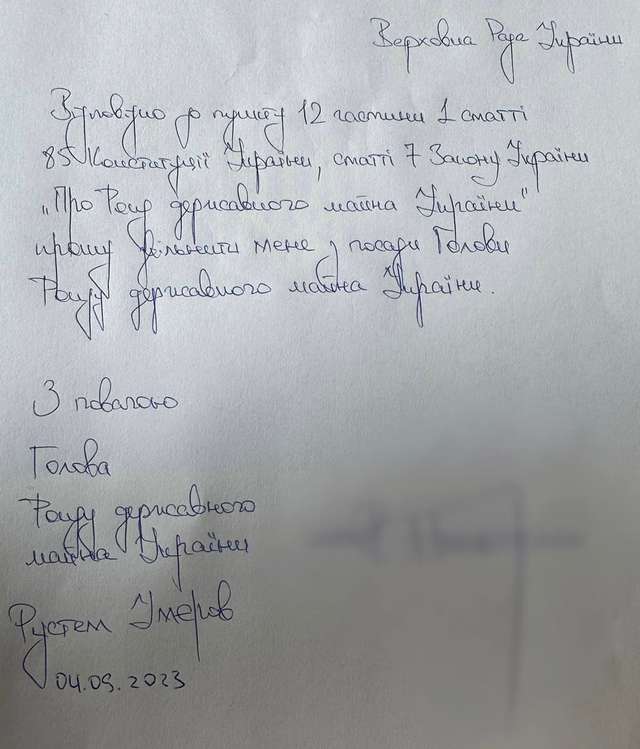 Верховна Рада України
Відповідно до пункту 12 частини 1 статті
85 Конституції України, статті 7 Закону України
„Про Фонд державного майна України"
прошу звільнити мене з посади Голови
Фонду державного майна України.
З повагою
Голова
Фонду державного
майна України
Рустем Умеров
04.09.2023